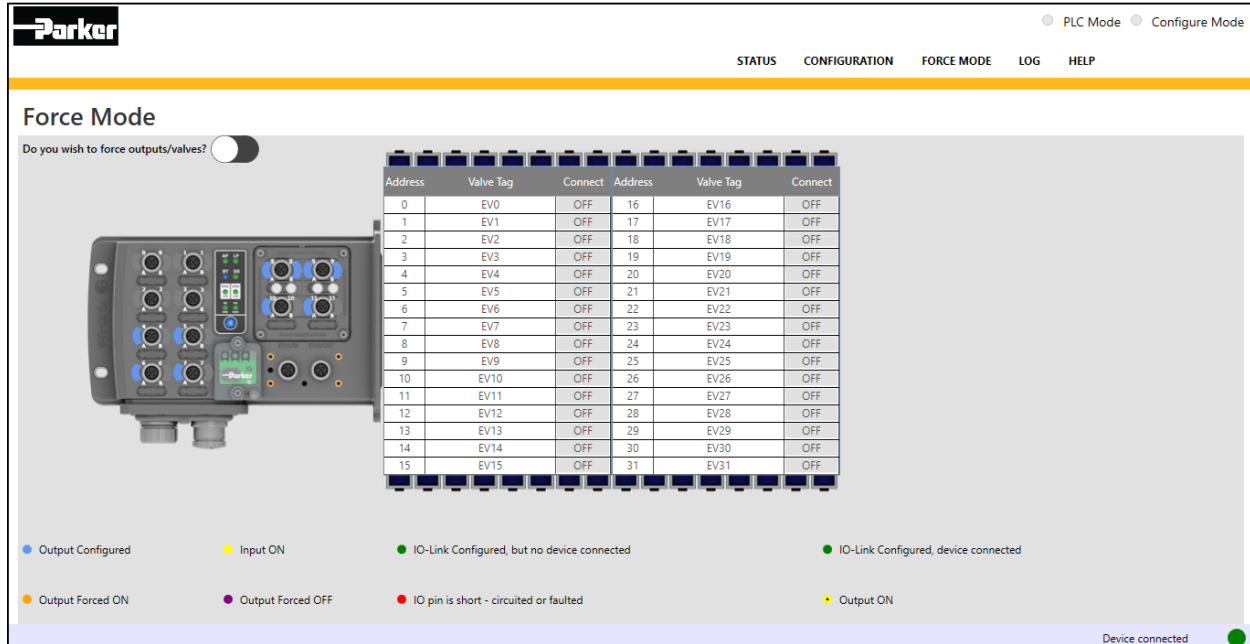 Parker
PLC Mode Configure Mode
STATUS CONFIGURATION FORCE MODE LOG HELP
Force Mode
Do you wish to force outputs/valves?
Address Valve Tag Connect Address Valve Tag Connect
0 EV0 OFF 16 EV16 OFF
1 EV1 OFF 17 EV17 OFF
2 EV2 OFF 18 EV18 OFF
3 EV3 OFF 19 EV19 OFF
4 EV4 OFF 20 EV20 OFF
5 EV5 OFF 21 EV21 OFF
6 EV6 OFF 22 EV22 OFF
7 EV7 OFF 23 EV23 OFF
8 EV8 OFF 24 EV24 OFF
9 EV9 OFF 25 EV25 OFF
10 EV10 OFF 26 EV26 OFF
11 EV11 OFF 27 EV27 OFF
12 EV12 OFF 28 EV28 OFF
13 EV13 OFF 29 EV29 OFF
14 EV14 OFF 30 EV30 OFF
15 EV15 OFF 31 EV31 OFF
IO-Link
Parker
Output Configured Input ON IO-Link Configured, but no device connected IO-Link Configured, device connected
Output Forced ON Output Forced OFF IO pin is short - circuited or faulted Output ON
Device connected